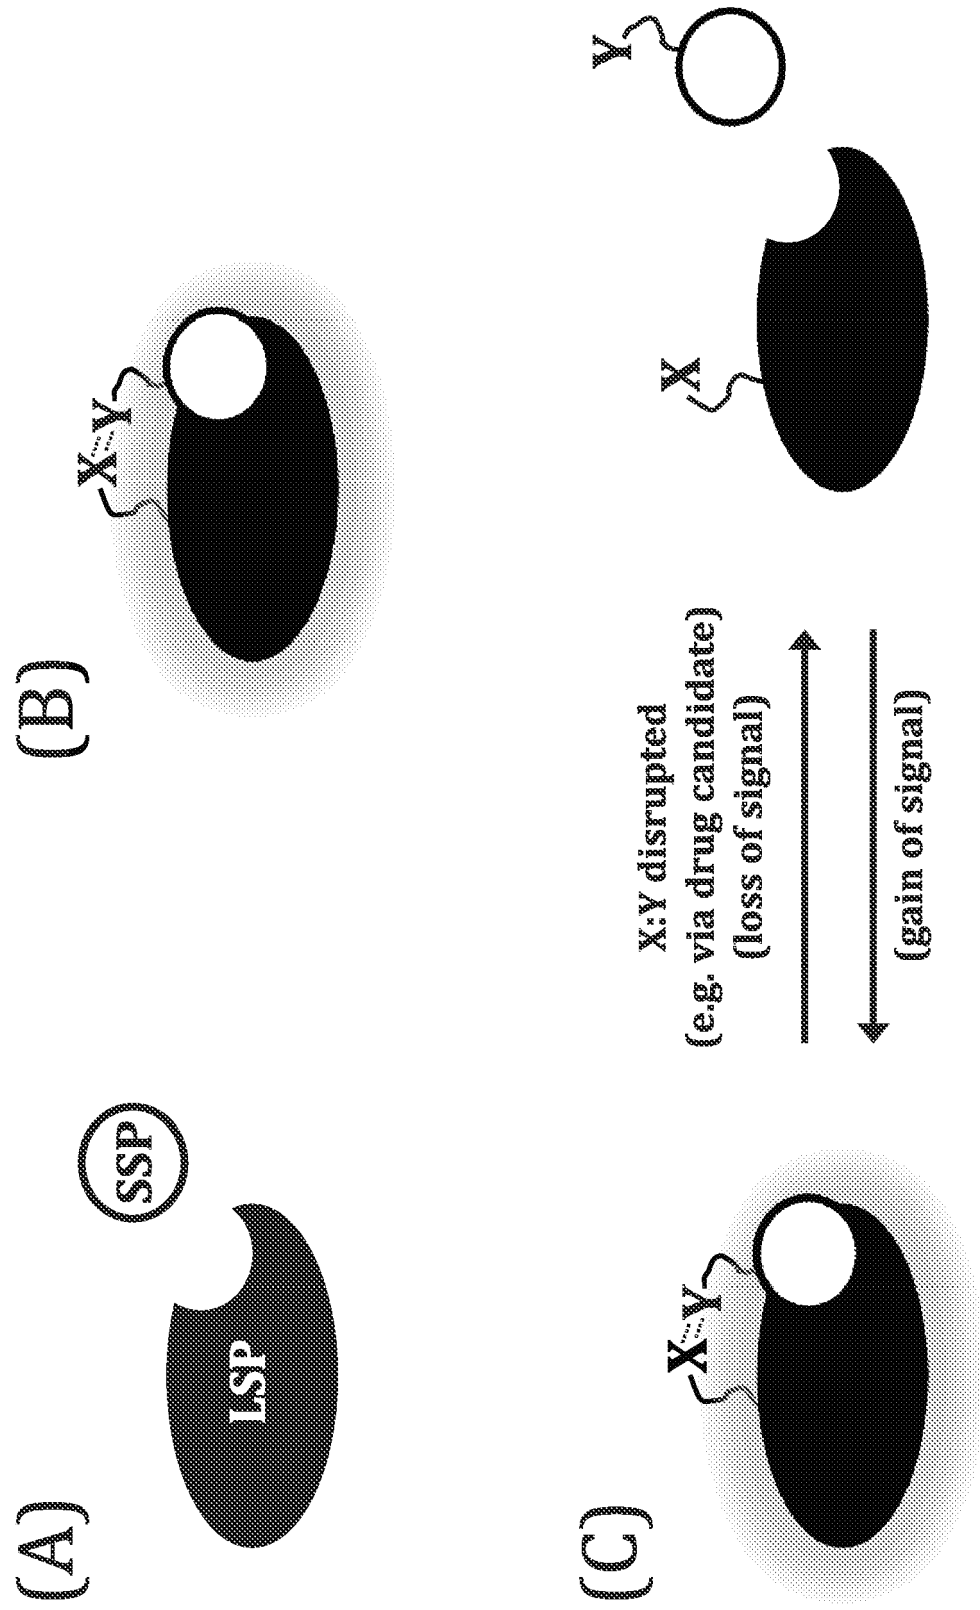 (A)
SSP
LSP
(B)
X
Y
(C)
X
Y
X:Y disrupted
(e.g. via drug candidate)
(loss of signal)
(gain of signal)
X
Y